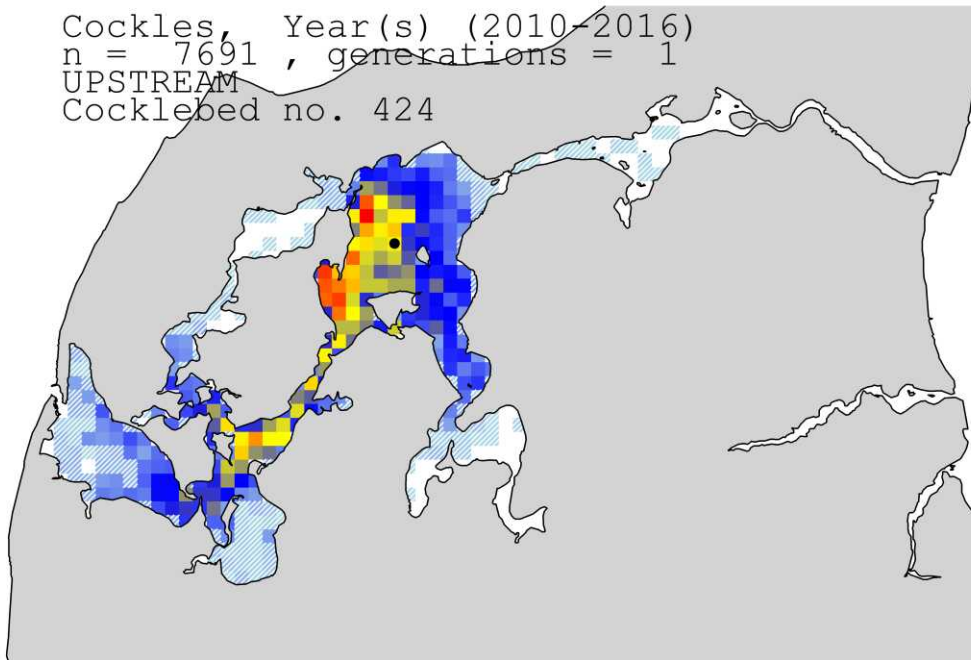 Cockles, Year(s) (2010-2016)
n = 7691 , generations = 1
UPSTREAM
Cocklebed no. 424